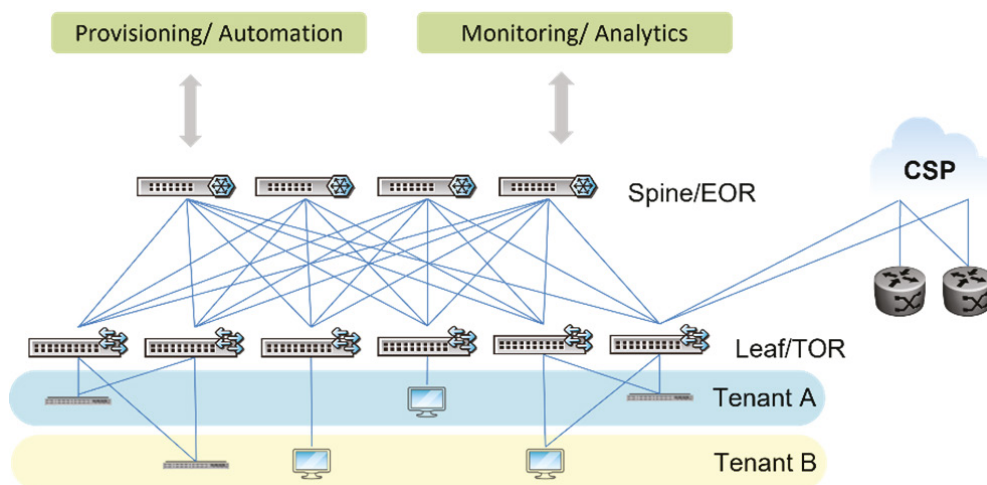 Provisioning/ Automation
Monitoring/ Analytics
CSP
Spine/EOR
Leaf/TOR
Tenant A
Tenant B